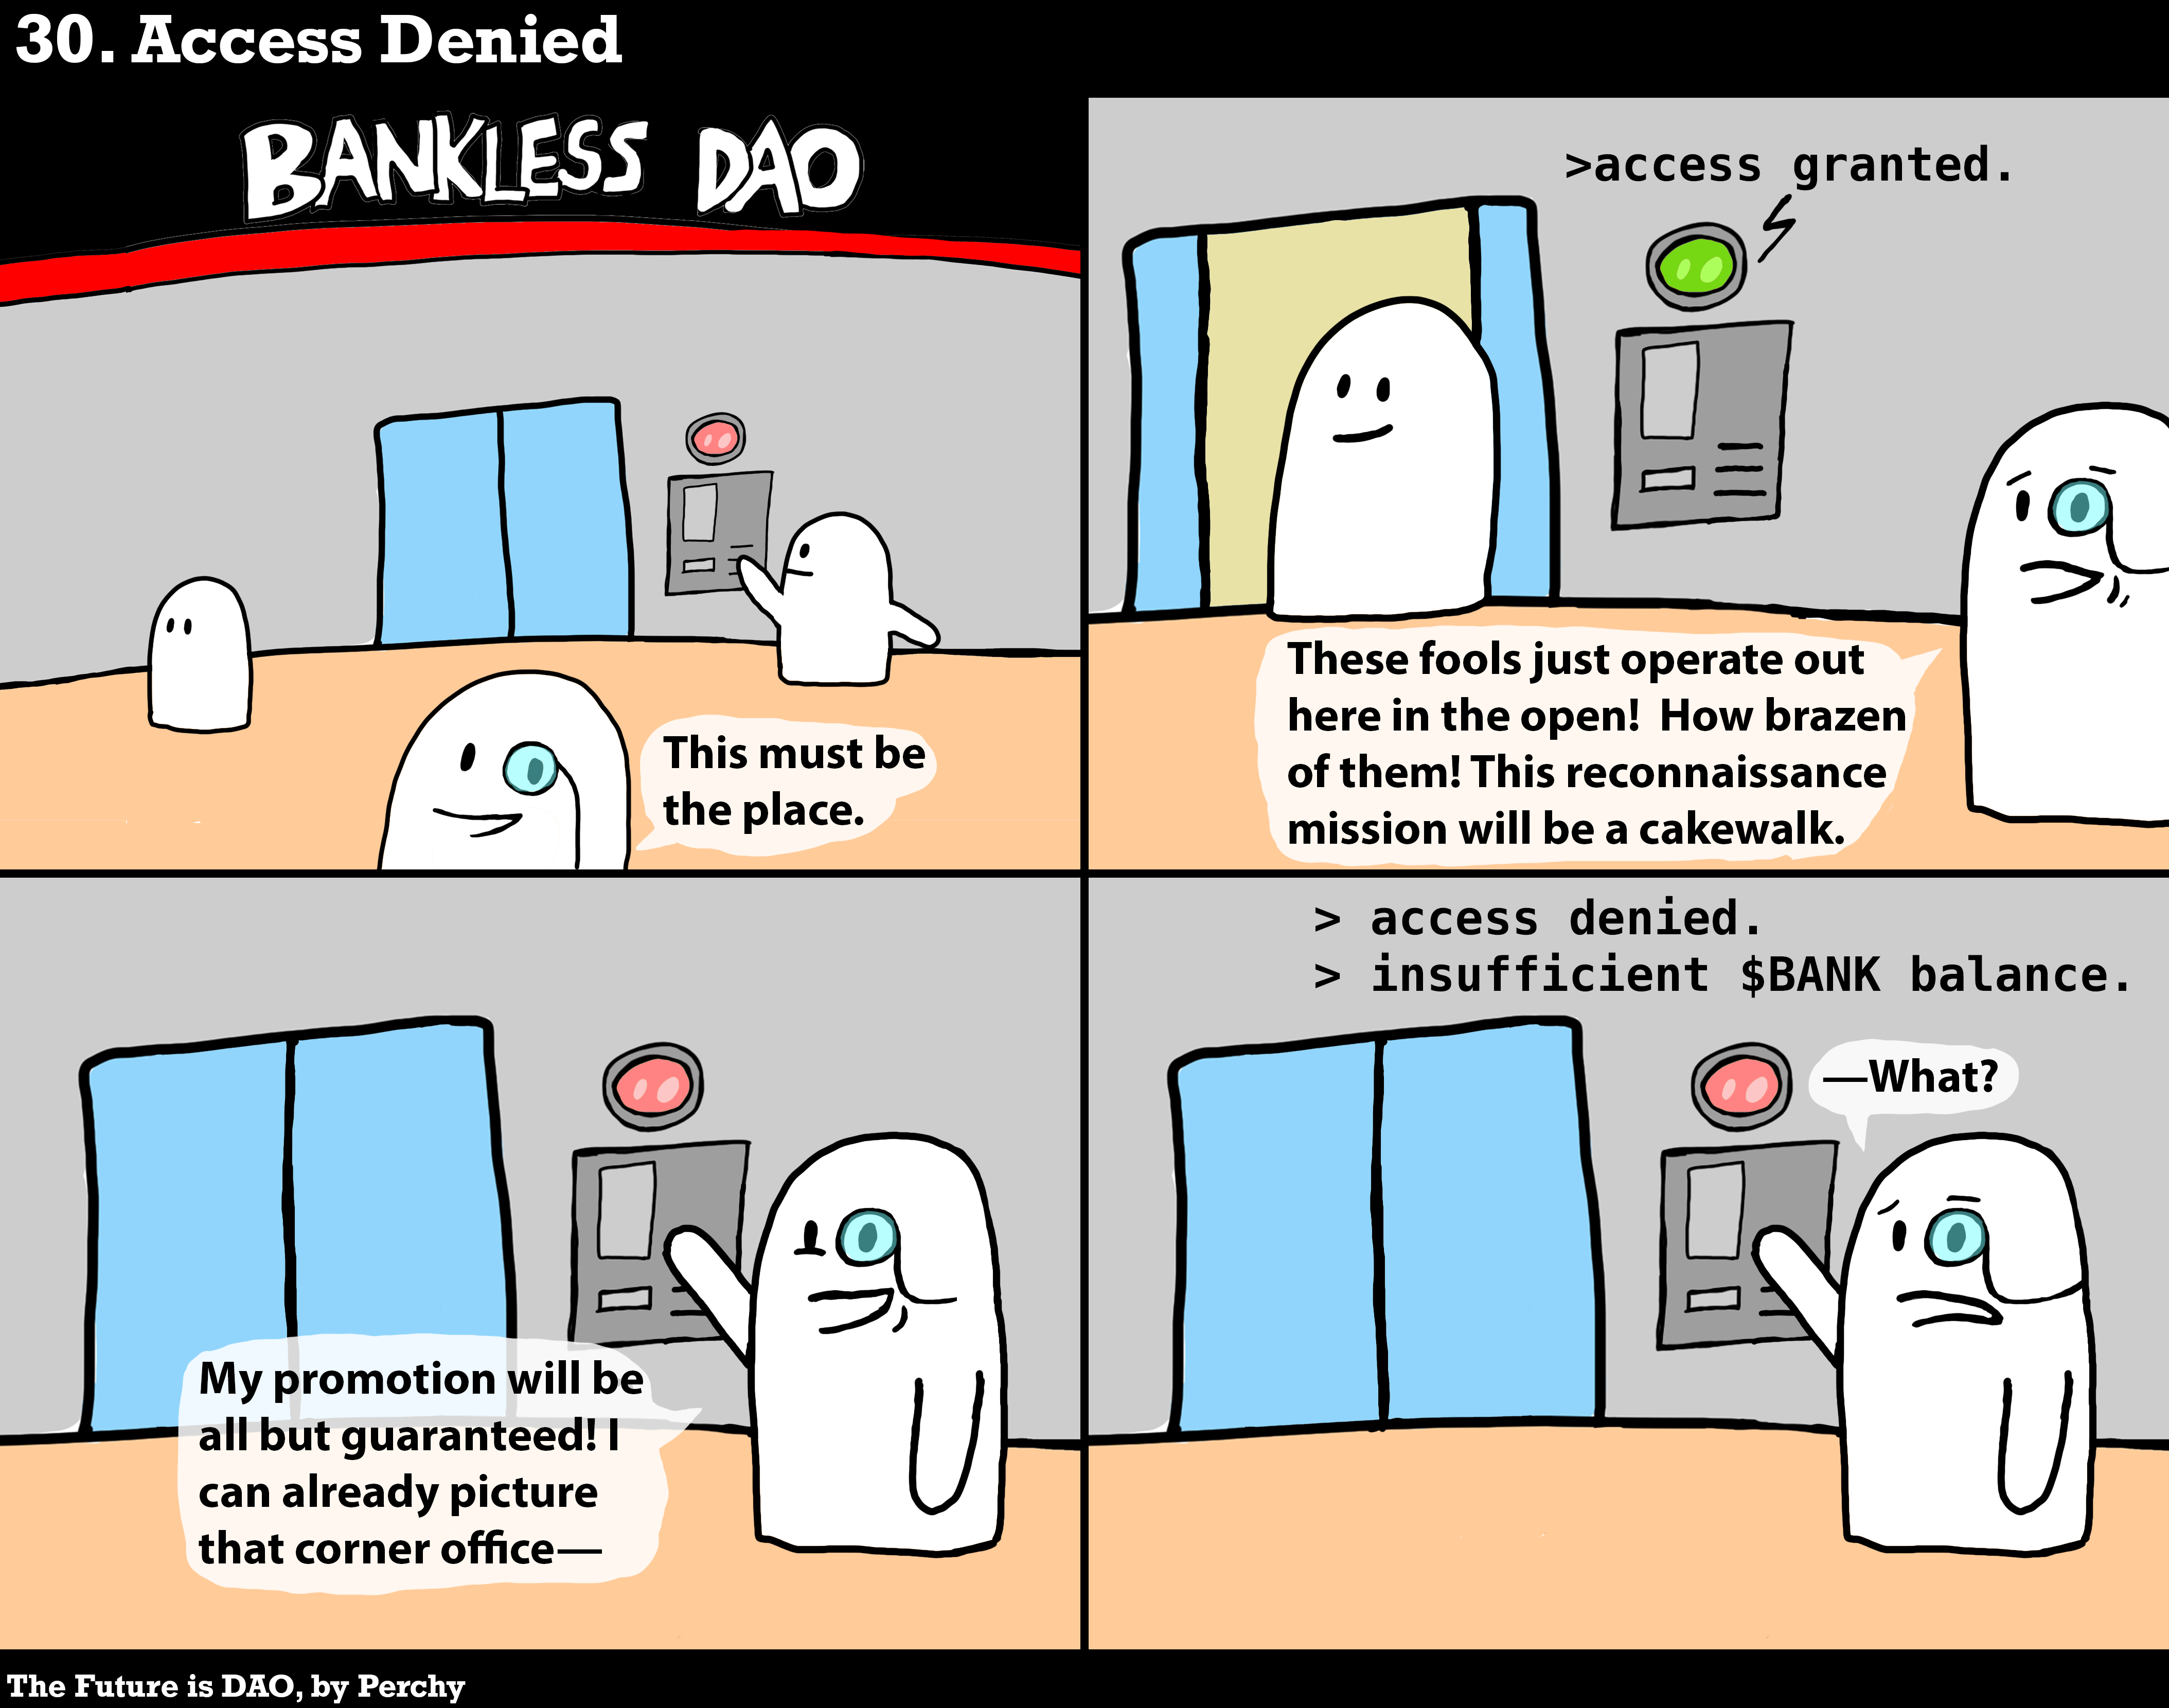 30. Access Denied
BANKLESS DAO
This must be
the place.
>access granted.
These fools just operate out
here in the open!  How brazen
of them! This reconnaissance
mission will be a cakewalk.
My promotion will be
all but guaranteed! I
can already picture
that corner office—
> access denied.
> insufficient $BANK balance.
—What?
The Future is DAO, by Perchy